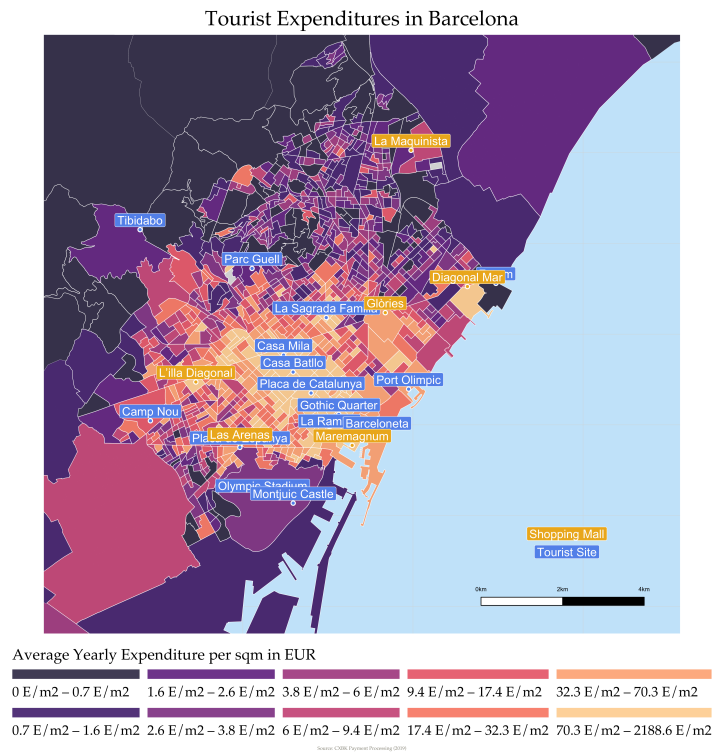 Tourist Expenditures in Barcelona
La Maquinista
Tibidabo
Parc Guell
Diagonal Mar
m
Glòries
La Sagrada Familia
Casa Mila
Casa Batllo
L'illa Diagonal
Placa de Catalunya
Port Olimpic
Gothic Quarter
Camp Nou
La Ram
Barceloneta
Las Arenas
Maremagnum
Olympic Stadium
Montjuic Castle
Shopping Mall
Tourist Site
0km 2km 4km
Average Yearly Expenditure per sqm in EUR
0 E/m2 – 0.7 E/m2 1.6 E/m2 – 2.6 E/m2 3.8 E/m2 – 6 E/m2 9.4 E/m2 – 17.4 E/m2 32.3 E/m2 – 70.3 E/m2
0.7 E/m2 – 1.6 E/m2 2.6 E/m2 – 3.8 E/m2 6 E/m2 – 9.4 E/m2 17.4 E/m2 – 32.3 E/m2 70.3 E/m2 – 2188.6 E/m2